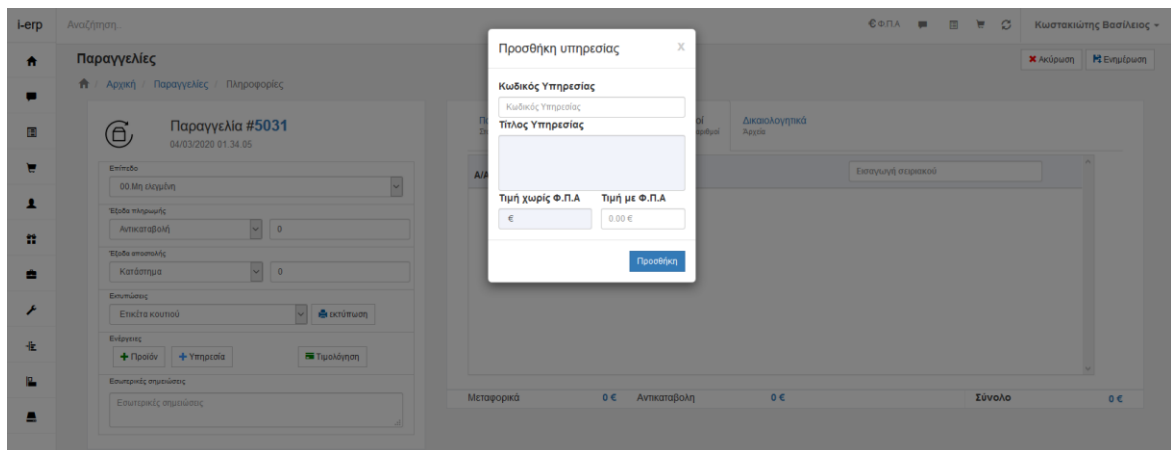 i-erp
Αναζήτηση..
€Φ.Π.Α
Κωστακιώτης Βασίλειος
Παραγγελίες
Ακύρωση
Ενημέρωση
/ Αρχική / Παραγγελίες / Πληροφορίες
Παραγγελία #5031
04/03/2020 01.34.05
Επίπεδο
00.Μη ελεγμένη
Έξοδα πληρωμής
Αντικαταβολή
0
Έξοδα αποστολής
Κατάστημα
0
Εκτυπώσεις
Ετικέτα κουτιού
εκτύπωση
Ενέργειες
Προϊόν
Υπηρεσία
Τιμολόγηση
Εσωτερικές σημειώσεις
Εσωτερικές σημειώσεις
Προσθήκη υπηρεσίας
X
Κωδικός Υπηρεσίας
Κωδικός Υπηρεσίας
Τίτλος Υπηρεσίας
Τιμή χωρίς Φ.Π.Α
Τιμή με Φ.Π.Α
€
0.00 €
Προσθήκη
Δικαιολογητικά
Αρχεία
Α/Α
Εισαγωγή σειριακού
Μεταφορικά 0 € Αντικαταβολη 0 € Σύνολο 0 €